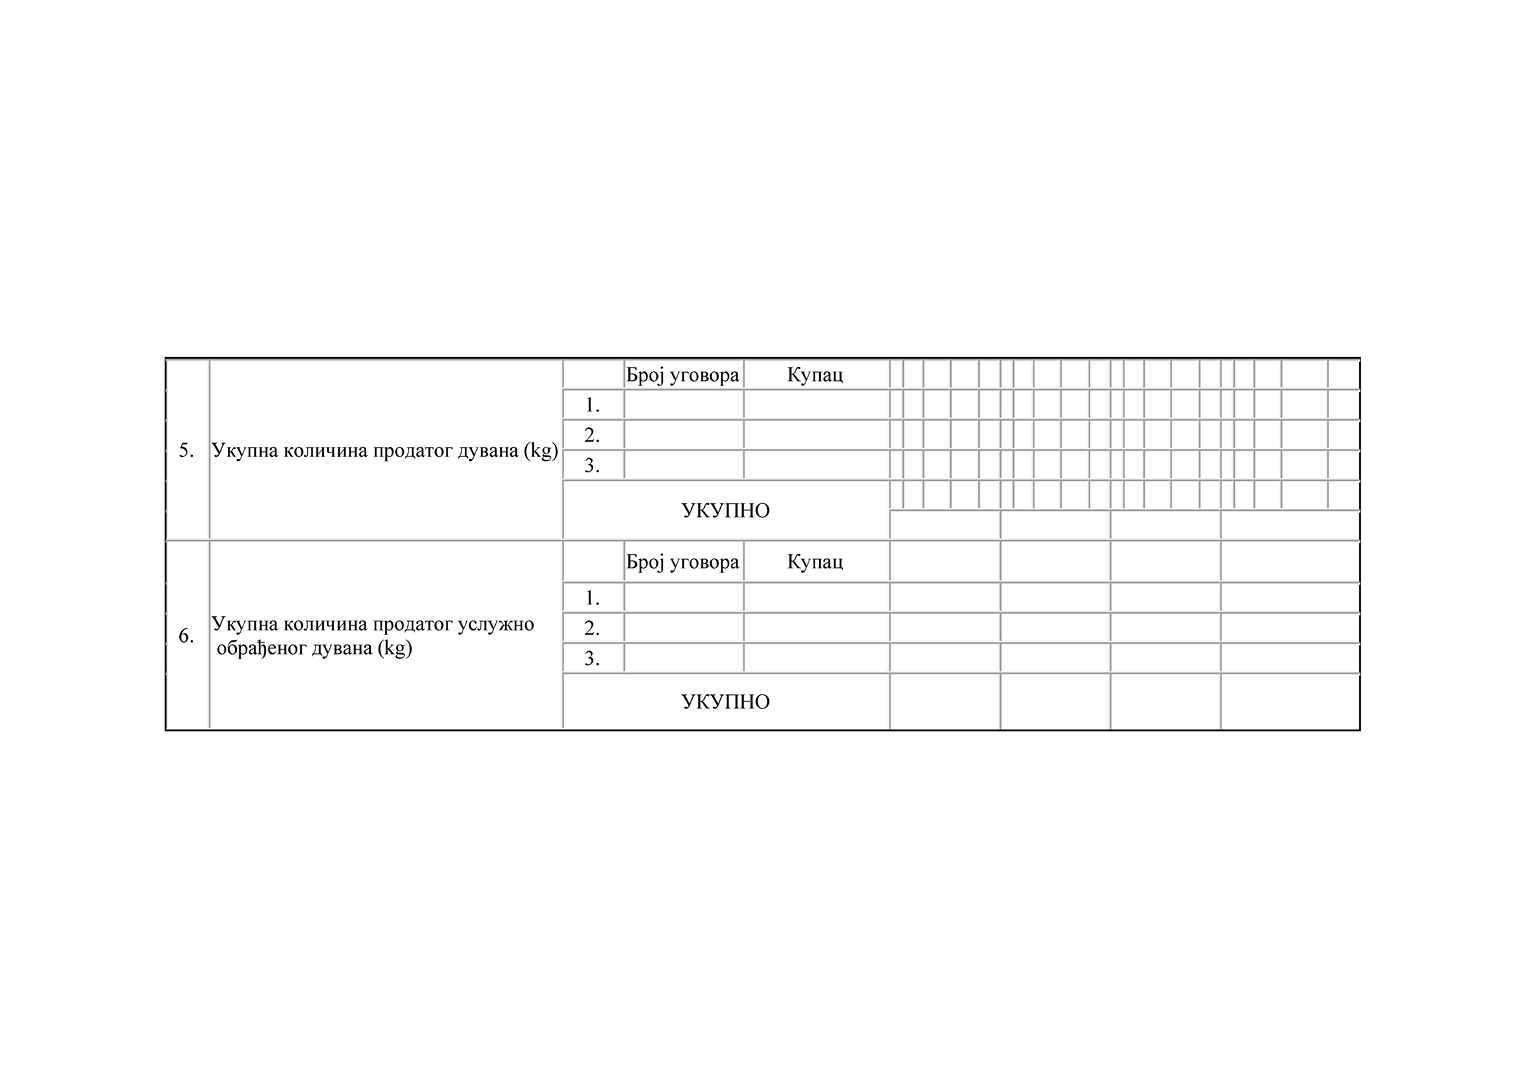 Број уговора Купац
1.
2.
5. Укупна количина продатог дувана (kg)
3.
УКУПНО
Број уговора Купац
1.
6. Укупна количина продатог услужно
обрађеног дувана (kg)
2.
3.
УКУПНО